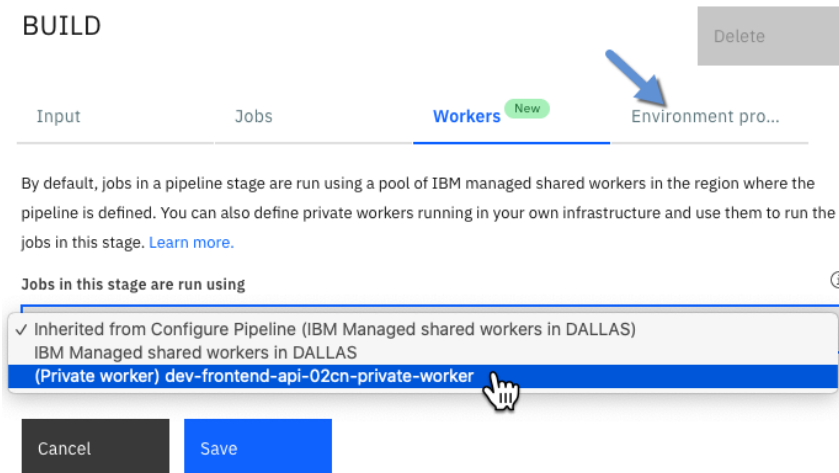 BUILD
Delete
Input
Jobs
Workers
New
Environment pro...
By default, jobs in a pipeline stage are run using a pool of IBM managed shared workers in the region where the
pipeline is defined. You can also define private workers running in your own infrastructure and use them to run the
jobs in this stage. Learn more.
Jobs in this stage are run using
✓ Inherited from Configure Pipeline (IBM Managed shared workers in DALLAS)
IBM Managed shared workers in DALLAS
(Private worker) dev-frontend-api-02cn-private-worker
Cancel
Save